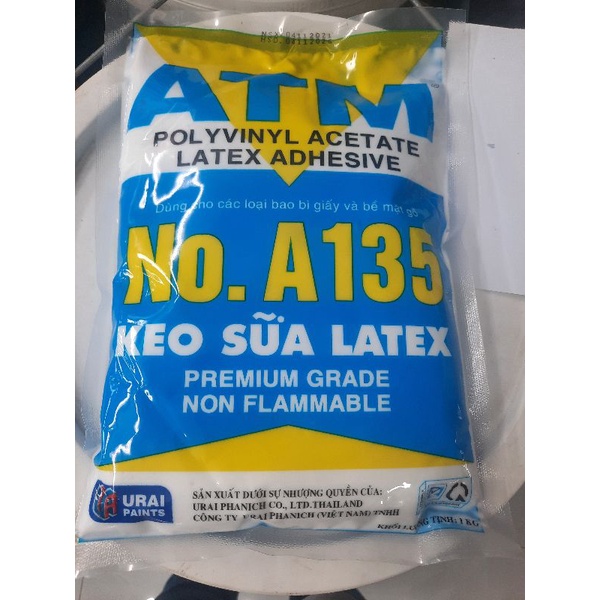 ATM
POLYVINYL ACETATE
LATEX ADHESIVE
Dùng cho các loại bao bì giấy và bề mặt gỗ
No. A135
KEO SỮA LATEX
PREMIUM GRADE
NON FLAMMABLE
URAI
PAINTS
SẢN XUẤT DƯỚI SỰ NHƯỢNG QUYỀN CỦA:
URAI PHANICH CO., LTD.THAILAND
CÔNG TY URAI PHANICH (VIỆT NAM) TNHH
KHỐI LƯỢNG TỊNH: 1 KG